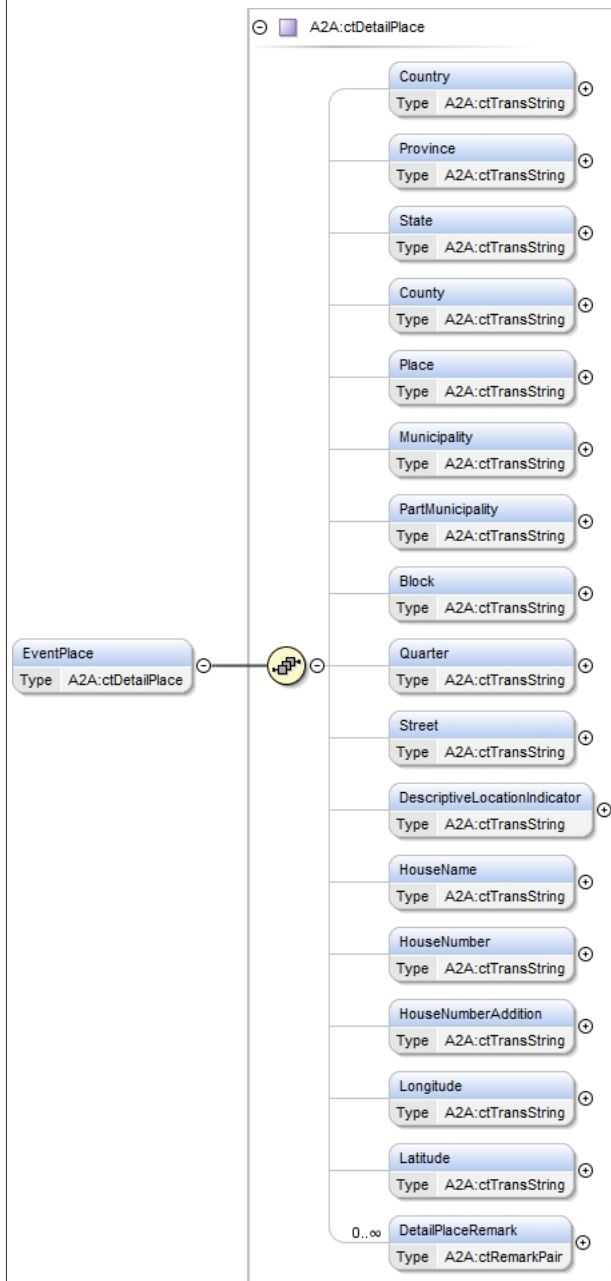 A2A:ctDetailPlace
Country
Type A2A:ctTransString
Province
Type A2A:ctTransString
State
Type A2A:ctTransString
County
Type A2A:ctTransString
Place
Type A2A:ctTransString
Municipality
Type A2A:ctTransString
PartMunicipality
Type A2A:ctTransString
Block
Type A2A:ctTransString
EventPlace
Type A2A:ctDetailPlace
Quarter
Type A2A:ctTransString
Street
Type A2A:ctTransString
DescriptiveLocationIndicator
Type A2A:ctTransString
HouseName
Type A2A:ctTransString
HouseNumber
Type A2A:ctTransString
HouseNumberAddition
Type A2A:ctTransString
Longitude
Type A2A:ctTransString
Latitude
Type A2A:ctTransString
0..∞ DetailPlaceRemark
Type A2A:ctRemarkPair